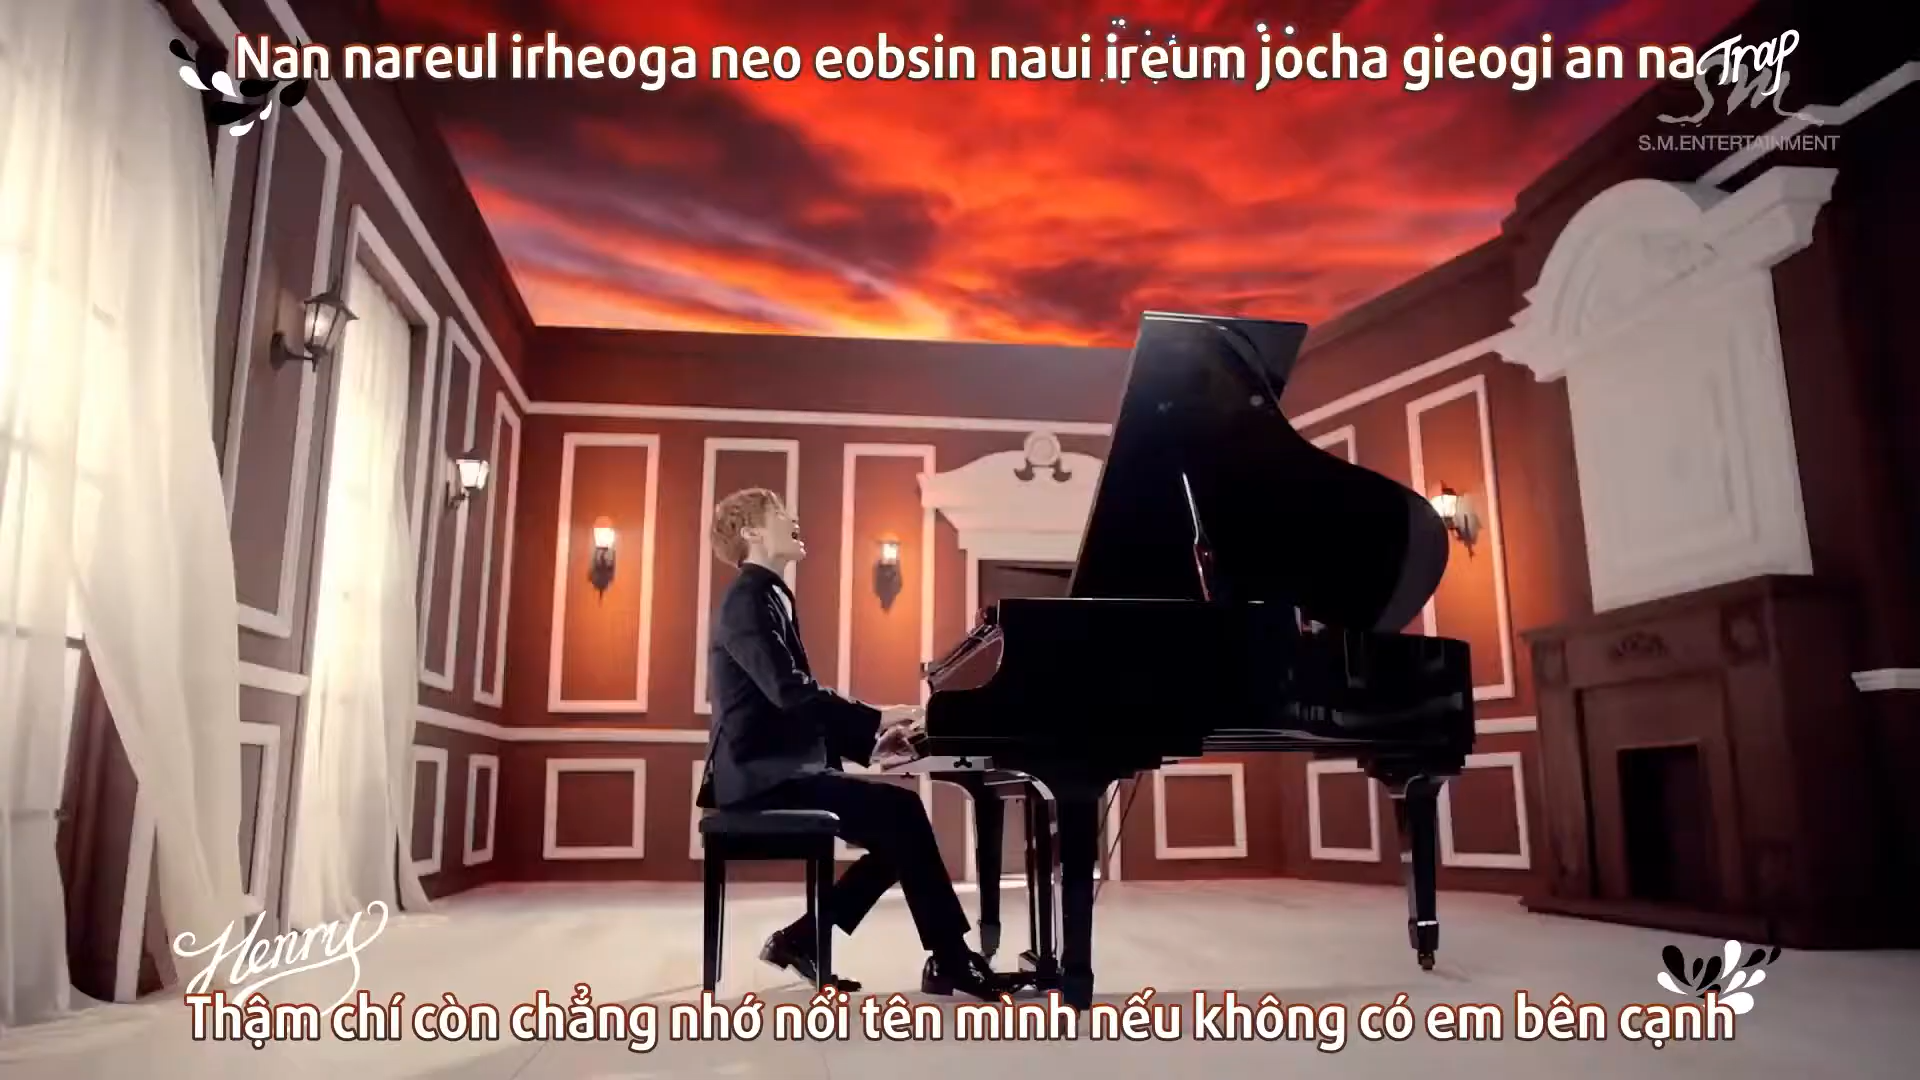 Nan nareul irheoga neo eobsin naui ireum jocha gieogi an na
Trap
SM
S.M.ENTERTAINMENT
Henry
Thậm chí còn chẳng nhớ nổi tên mình nếu không có em bên cạnh